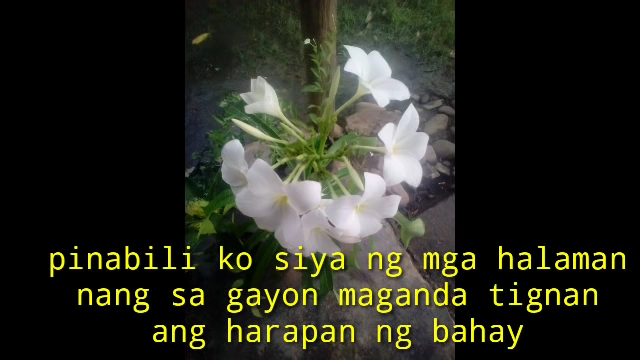 pinabili ko siya ng mga halaman
nang sa gayon maganda tignan
ang harapan ng bahay